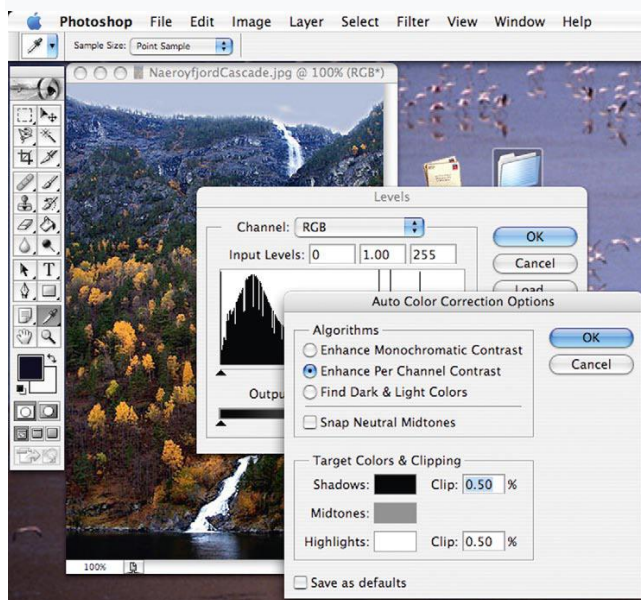 Photoshop File Edit Image Layer Select Filter View Window Help
Sample Size: Point Sample
NaeroyfjordCascade.jpg @ 100% (RGB*)
Levels
Channel: RGB
Input Levels: 0 1.00 255
OK
Cancel
Load
Auto Color Correction Options
Algorithms
Enhance Monochromatic Contrast
Enhance Per Channel Contrast
Find Dark & Light Colors
Snap Neutral Midtones
OK
Cancel
Outpu
Target Colors & Clipping
Shadows: Clip: 0.50 %
Midtones:
Highlights: Clip: 0.50 %
Save as defaults
100%
T